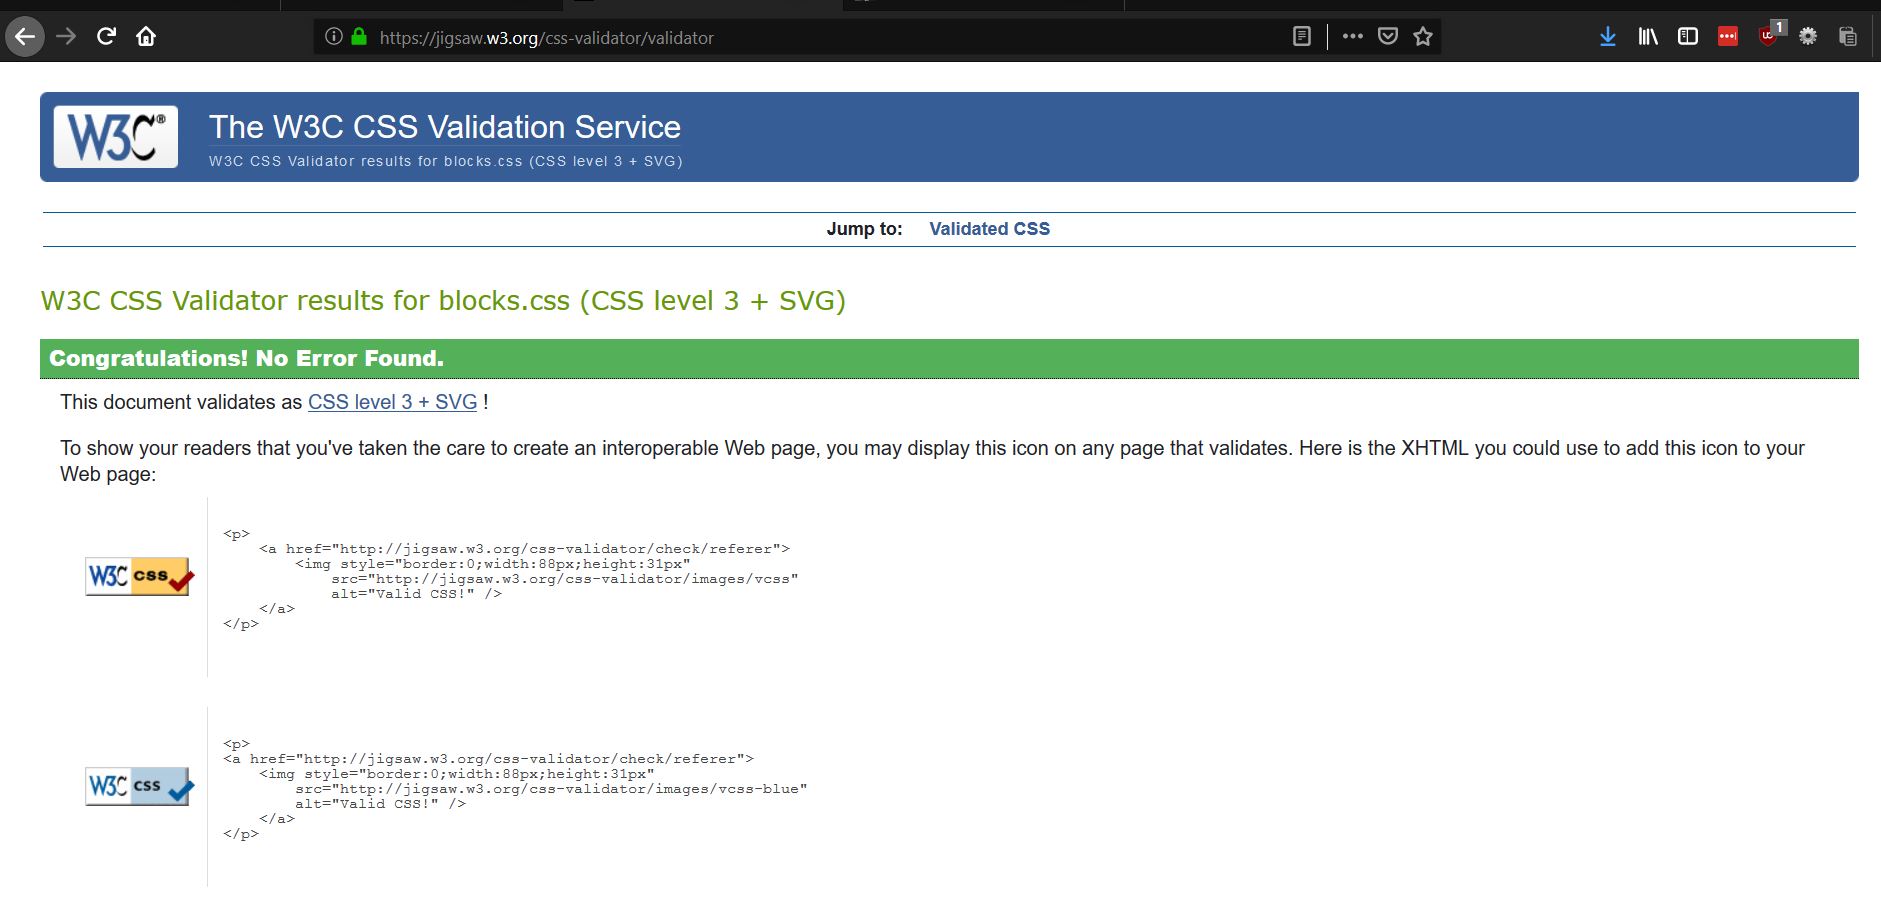 https://jigsaw.w3.org/css-validator/validator
1
W3C®
The W3C CSS Validation Service
W3C CSS Validator results for blocks.css (CSS level 3 + SVG)
Jump to: Validated CSS
W3C CSS Validator results for blocks.css (CSS level 3 + SVG)
Congratulations! No Error Found.
This document validates as CSS level 3 + SVG !
To show your readers that you've taken the care to create an interoperable Web page, you may display this icon on any page that validates. Here is the XHTML you could use to add this icon to your
Web page:
W3C css
<p>
<a href="http://jigsaw.w3.org/css-validator/check/referer">
<img style="border:0;width:88px;height:31px"
src="http://jigsaw.w3.org/css-validator/images/vcss"
alt="Valid CSS!" />
</a>
</p>
W3C css
<p>
<a href="http://jigsaw.w3.org/css-validator/check/referer">
<img style="border:0;width:88px;height:31px"
src="http://jigsaw.w3.org/css-validator/images/vcss-blue"
alt="Valid CSS!" />
</a>
</p>